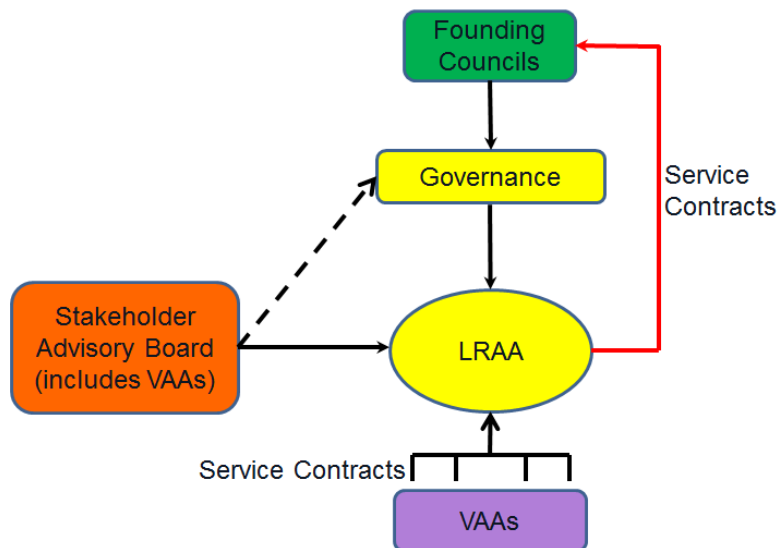 Founding
Councils
Governance
Service
Contracts
Stakeholder
Advisory Board
(includes VAAs)
LRAA
Service Contracts
VAAs